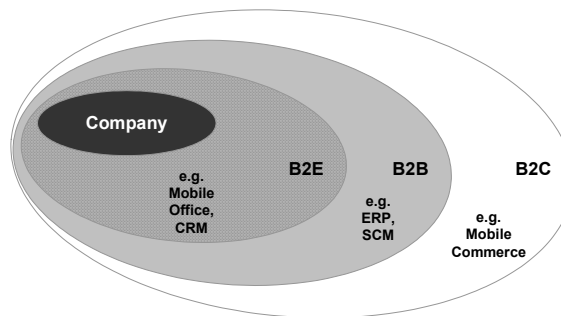 Company
B2E
B2B
B2C
e.g.
Mobile
Office,
CRM
e.g.
ERP,
SCM
e.g.
Mobile
Commerce